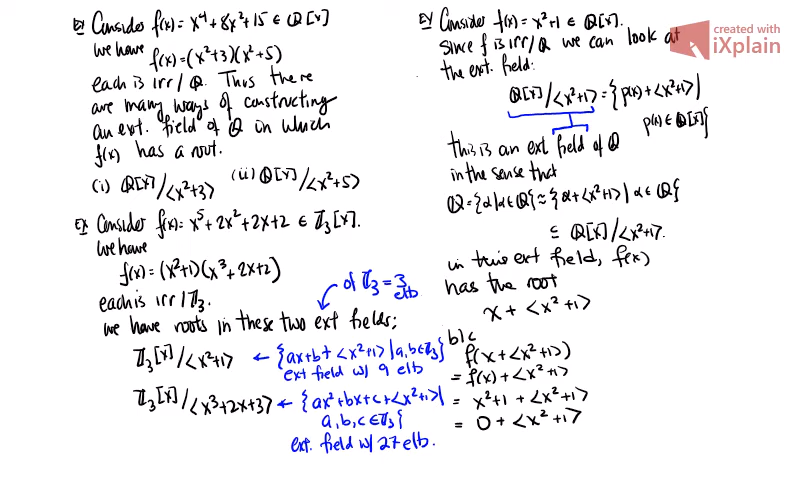 Ex Consider f(x) = x⁴+8x²+15 ∈ Q[x]
we have
f(x) = (x²+3)(x²+5)
each is irr/Q. Thus there
are many ways of constructing
an ext. field of Q in which
f(x) has a root.
(i) Q[x]/<x²+3> (ii) Q[x]/<x²+5>
Ex Consider f(x) = x⁵+2x²+2x+2 ∈ Z₃[x].
we have
f(x) = (x²+1)(x³+2x+2)
each is irr/Z₃.
of Z₃ = 3
elts
we have roots in these two ext fields;
Z₃[x]/<x²+1> ← {ax+b+<x²+1> | a,b∈Z₃}
ext field w/ 9 elts
Z₃[x]/<x³+2x+3> ← {ax²+bx+c+<x²+1> |
a,b,c∈Z₃}
ext. field w/ 27 elts.
Ex Consider f(x) = x²+1 ∈ Q[x].
Since f is irr/Q we can look at
the ext. field:
Q[x]/<x²+1> = {p(x)+<x²+1> |
p(x) ∈ Q[x]}
This is an ext field of Q
in the sense that
Q = {α | α∈Q} ≈ {α+<x²+1> | α∈Q}
⊆ Q[x]/<x²+1>.
in this ext field, f(x)
has the root
x + <x²+1>
b/c
f(x+<x²+1>)
= f(x)+<x²+1>
= x²+1 + <x²+1>
= 0 + <x²+1>
created with
iXplain